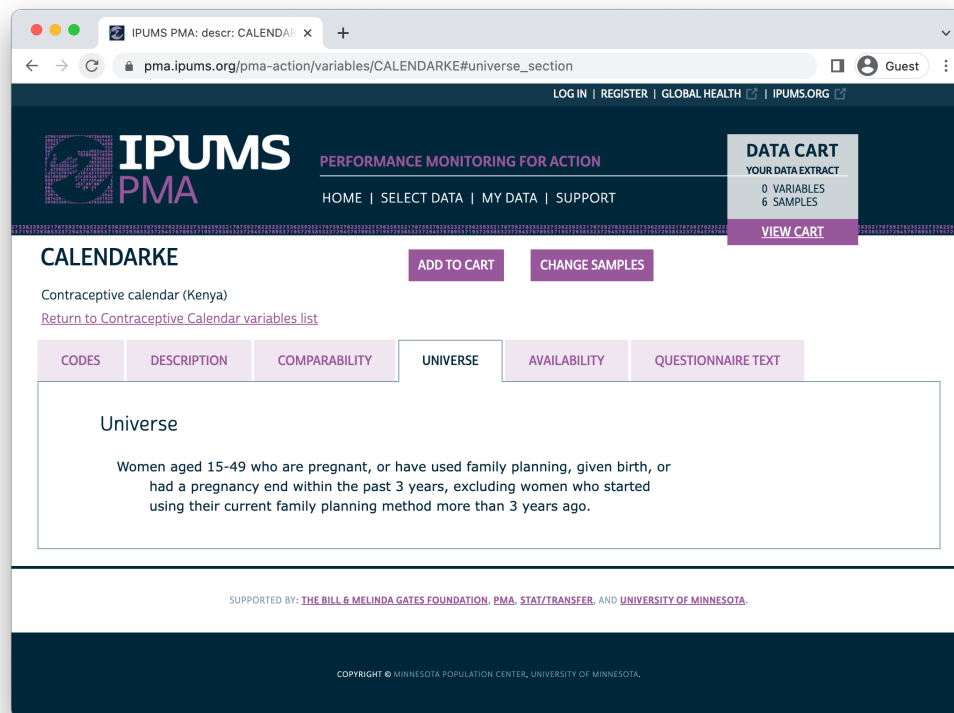 IPUMS PMA: descr: CALENDAR
pma.ipums.org/pma-action/variables/CALENDARKE#universe_section
Guest
LOG IN | REGISTER | GLOBAL HEALTH | IPUMS.ORG
IPUMS
PMA
PERFORMANCE MONITORING FOR ACTION
HOME | SELECT DATA | MY DATA | SUPPORT
DATA CART
YOUR DATA EXTRACT
0 VARIABLES
6 SAMPLES
VIEW CART
CALENDARKE
ADD TO CART
CHANGE SAMPLES
Contraceptive calendar (Kenya)
Return to Contraceptive Calendar variables list
CODES
DESCRIPTION
COMPARABILITY
UNIVERSE
AVAILABILITY
QUESTIONNAIRE TEXT
Universe
Women aged 15-49 who are pregnant, or have used family planning, given birth, or
had a pregnancy end within the past 3 years, excluding women who started
using their current family planning method more than 3 years ago.
SUPPORTED BY: THE BILL & MELINDA GATES FOUNDATION, PMA, STAT/TRANSFER, AND UNIVERSITY OF MINNESOTA.
COPYRIGHT © MINNESOTA POPULATION CENTER, UNIVERSITY OF MINNESOTA.